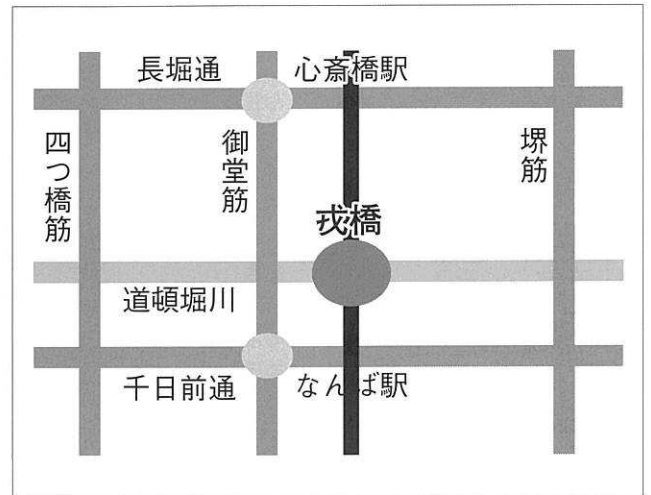 長堀通
心斎橋駅
四つ橋筋
御堂筋
堺筋
戎橋
道頓堀川
千日前通
なんば駅